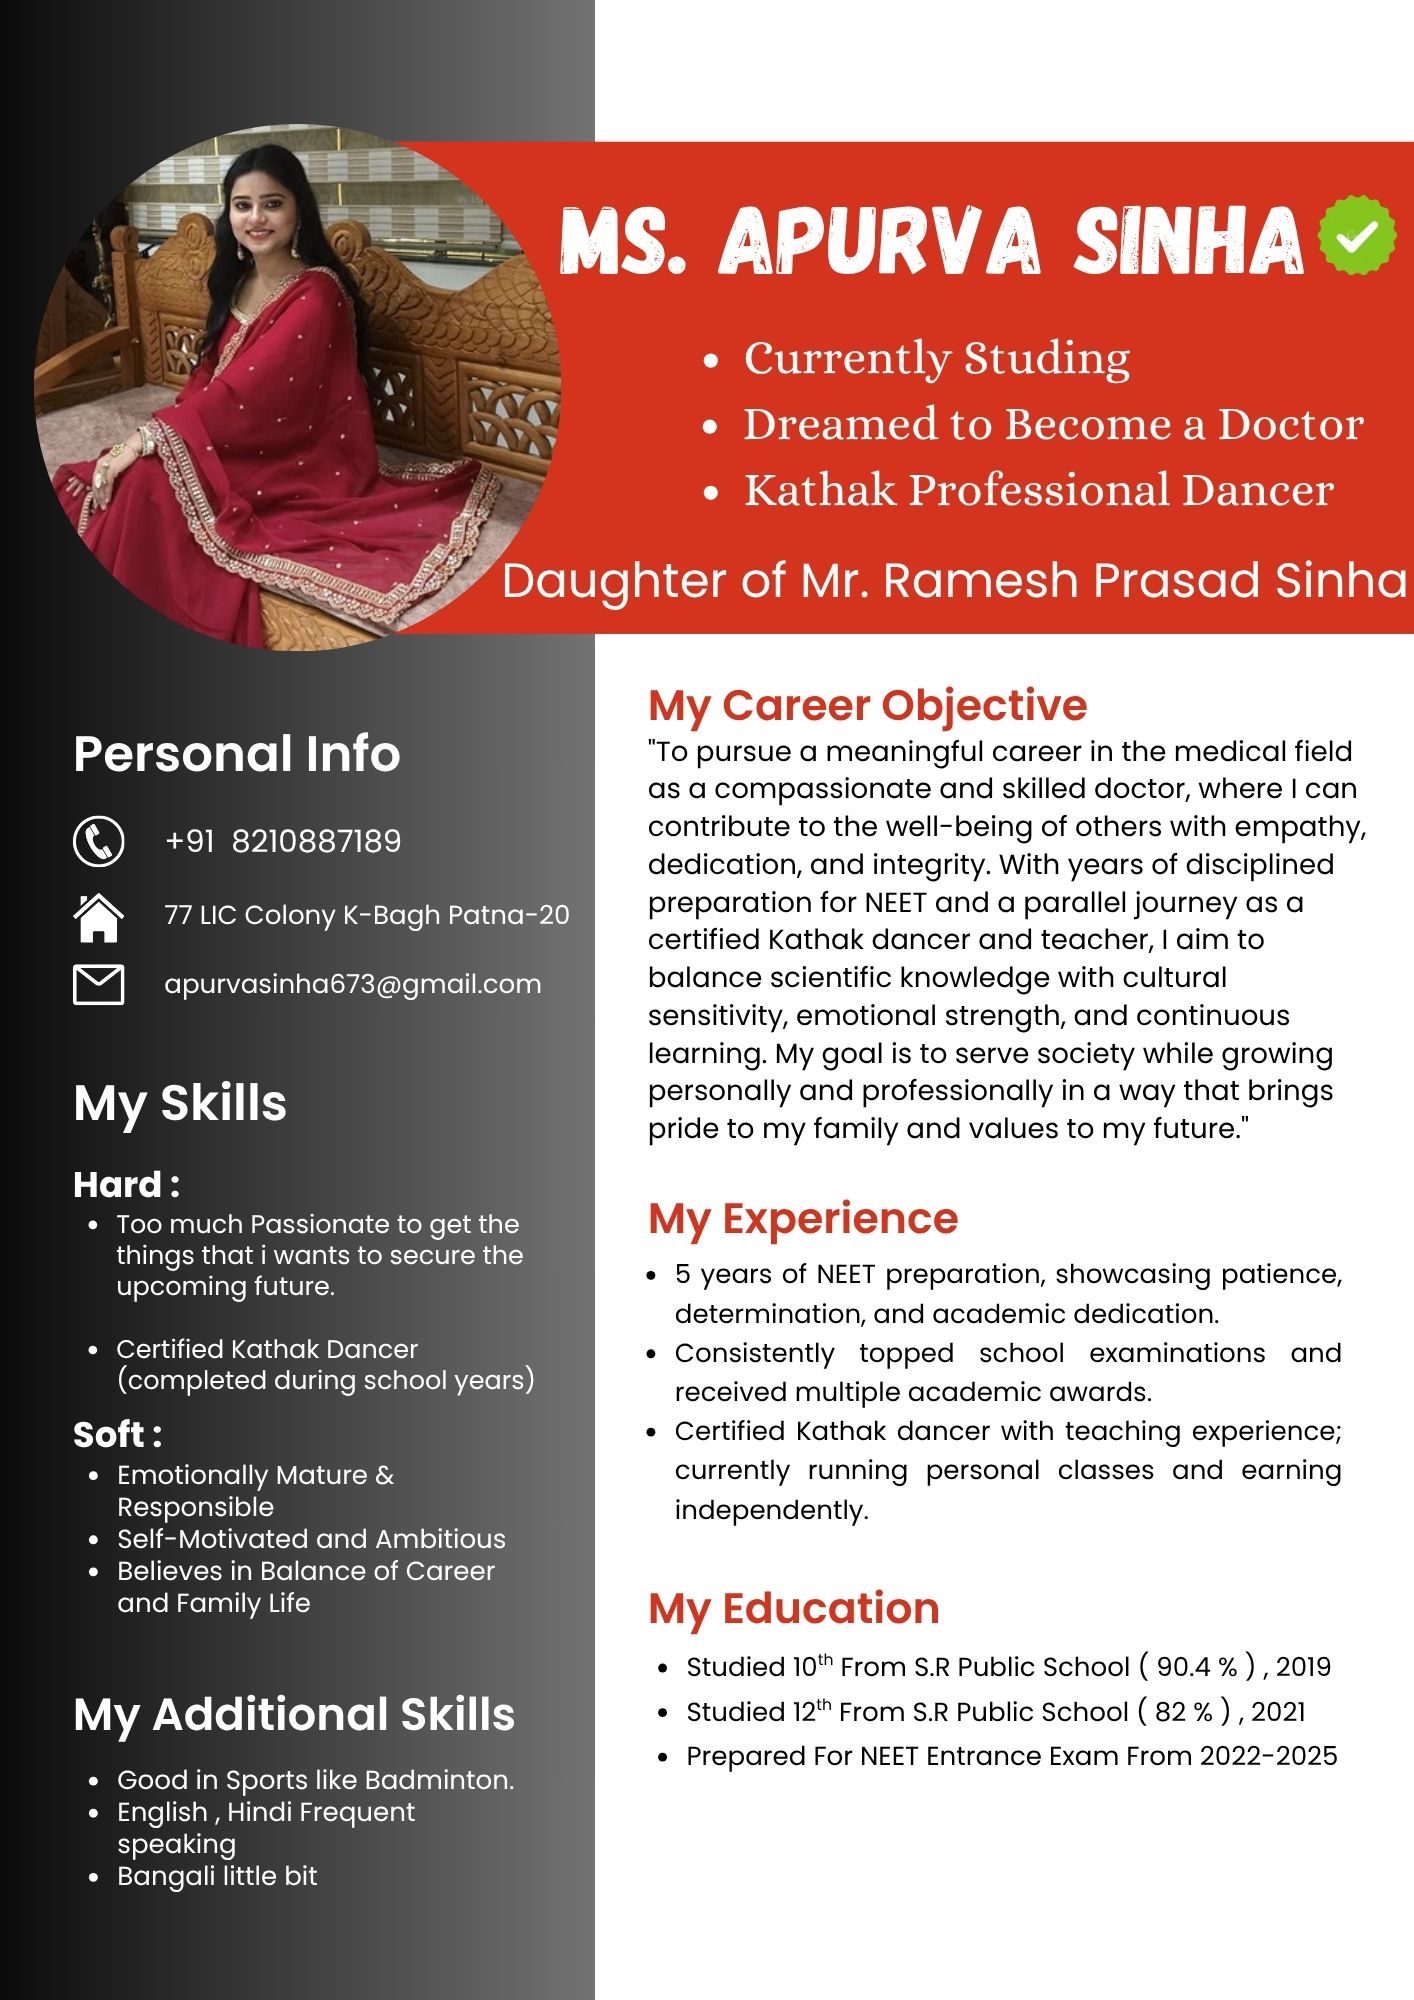 MS. APURVA SINHA
Currently Studing
Dreamed to Become a Doctor
Kathak Professional Dancer
Daughter of Mr. Ramesh Prasad Sinha
Personal Info
+91 8210887189
77 LIC Colony K-Bagh Patna-20
apurvasinha673@gmail.com
My Skills
Hard :
Too much Passionate to get the
things that i wants to secure the
upcoming future.
Certified Kathak Dancer
(completed during school years)
Soft :
Emotionally Mature &
Responsible
Self-Motivated and Ambitious
Believes in Balance of Career
and Family Life
My Additional Skills
Good in Sports like Badminton.
English , Hindi Frequent
speaking
Bangali little bit
My Career Objective
"To pursue a meaningful career in the medical field
as a compassionate and skilled doctor, where I can
contribute to the well-being of others with empathy,
dedication, and integrity. With years of disciplined
preparation for NEET and a parallel journey as a
certified Kathak dancer and teacher, I aim to
balance scientific knowledge with cultural
sensitivity, emotional strength, and continuous
learning. My goal is to serve society while growing
personally and professionally in a way that brings
pride to my family and values to my future."
My Experience
5 years of NEET preparation, showcasing patience,
determination, and academic dedication.
Consistently topped school examinations and
received multiple academic awards.
Certified Kathak dancer with teaching experience;
currently running personal classes and earning
independently.
My Education
Studied 10th From S.R Public School ( 90.4 % ) , 2019
Studied 12th From S.R Public School ( 82 % ) , 2021
Prepared For NEET Entrance Exam From 2022-2025